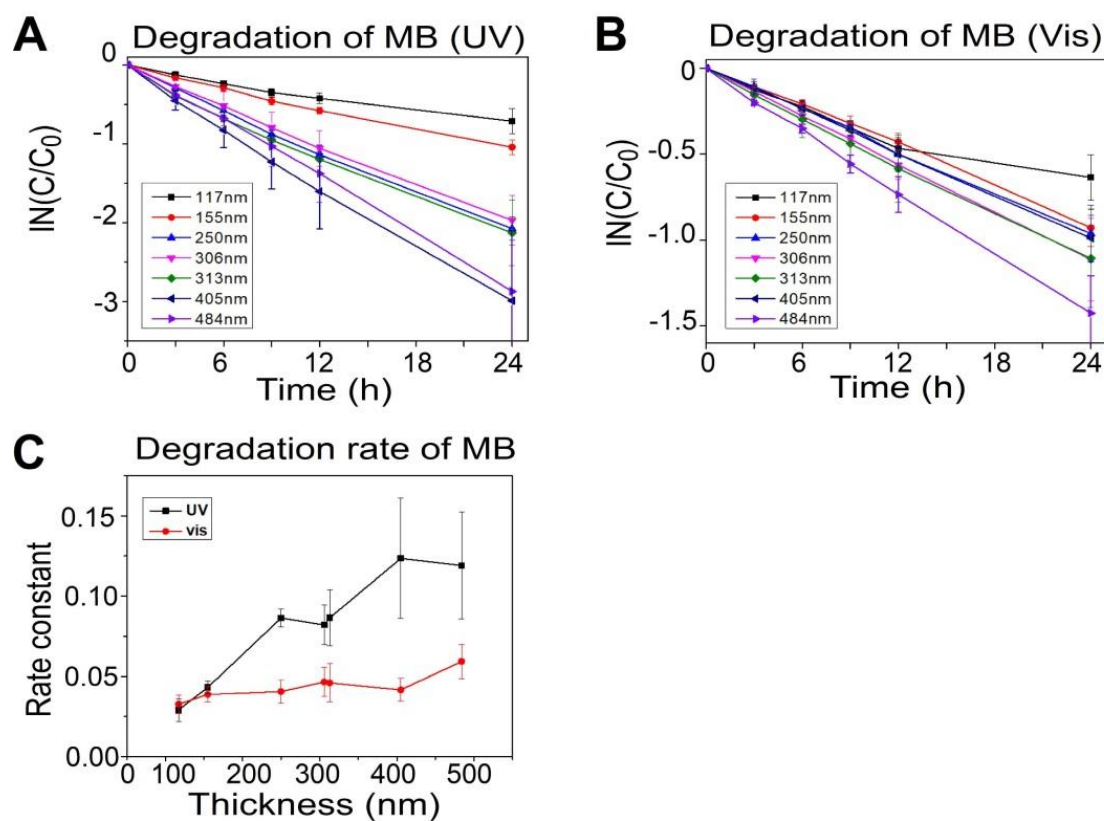 A
Degradation of MB (UV)
IN(C/C0)
0
-1
-2
-3
117nm
155nm
250nm
306nm
313nm
405nm
484nm
0 6 12 18 24
Time (h)
B
Degradation of MB (Vis)
IN(C/C0)
0
-0.5
-1.0
-1.5
117nm
155nm
250nm
306nm
313nm
405nm
484nm
0 6 12 18 24
Time (h)
C
Degradation rate of MB
Rate constant
0.15
0.10
0.05
0.00
UV
vis
0 100 200 300 400 500
Thickness (nm)